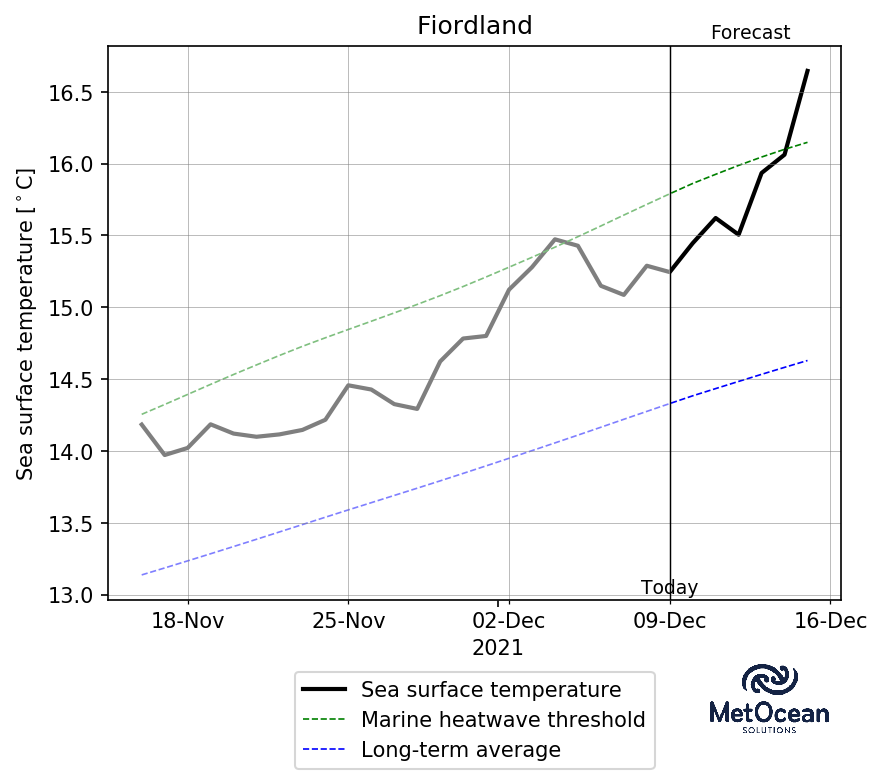 Fiordland
Forecast
Sea surface temperature [°C]
16.5
16.0
15.5
15.0
14.5
14.0
13.5
13.0
Today
18-Nov 25-Nov 02-Dec 09-Dec 16-Dec
2021
Sea surface temperature
Marine heatwave threshold
Long-term average
MetOcean
SOLUTIONS